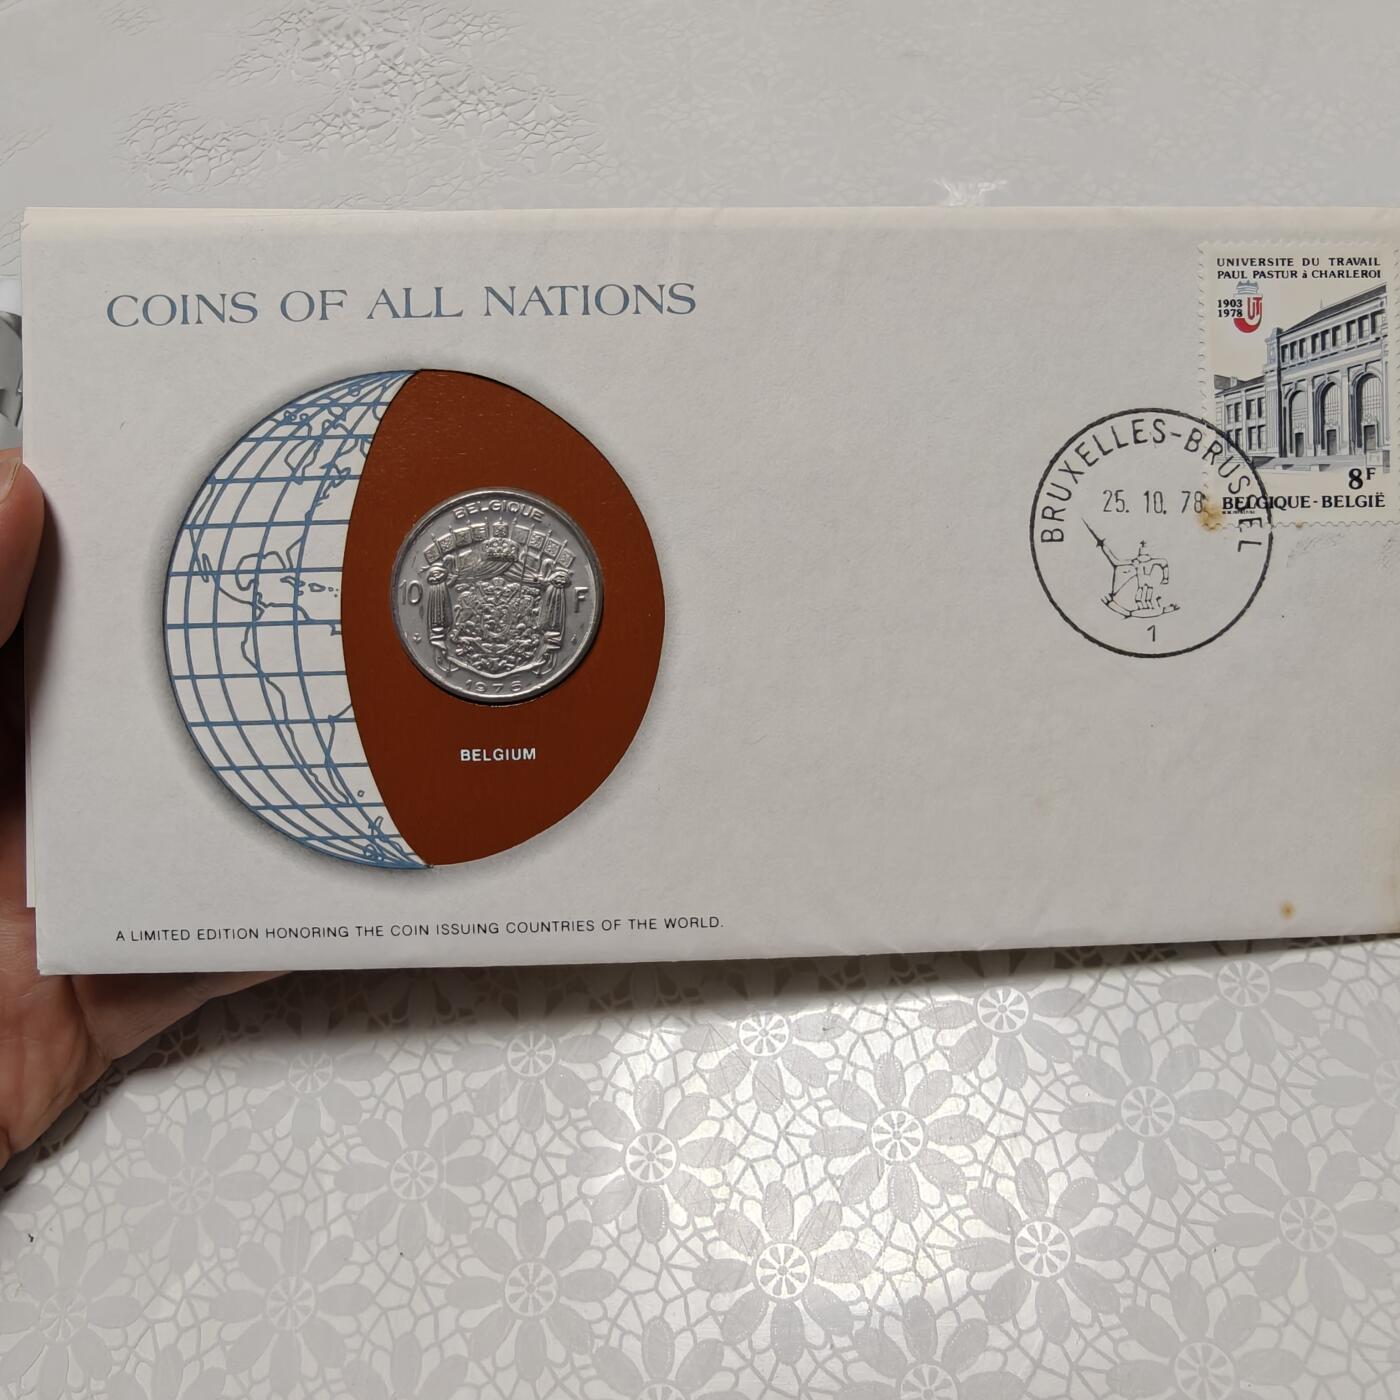 COINS OF ALL NATIONS
UNIVERSITE DU TRAVAIL
PAUL PASTUR à CHARLEROI
1903
1978
UT
8F
BELGIQUE-BELGIË
BRUXELLES-BRUSSEL
25. 10. 78
1
BELGIQUE
10 F
1976
BELGIUM
A LIMITED EDITION HONORING THE COIN ISSUING COUNTRIES OF THE WORLD.